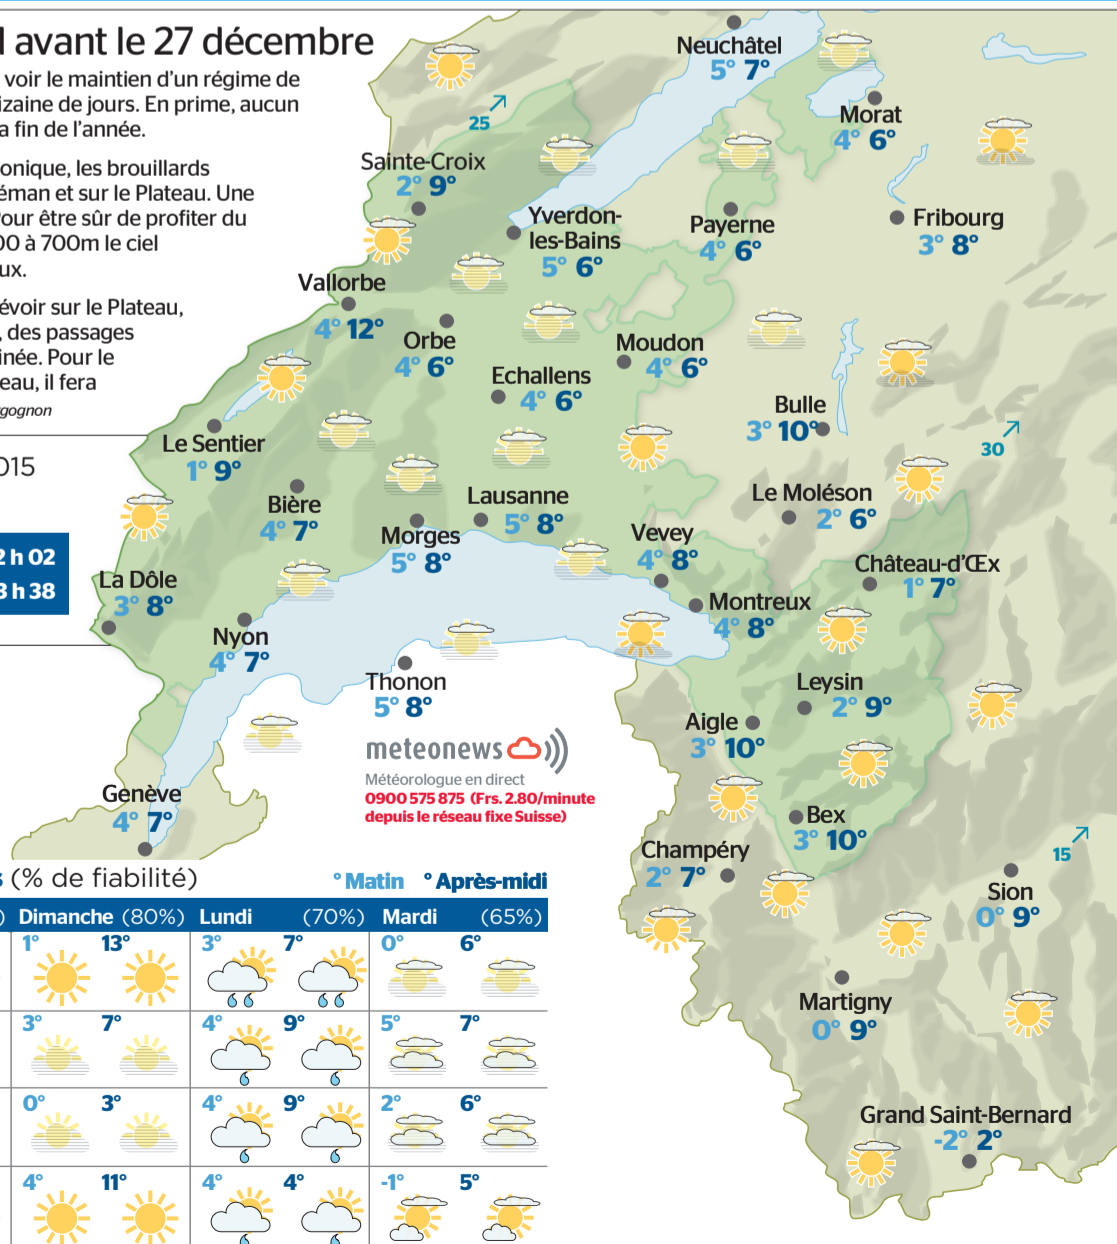 avant le 27 décembre
voir le maintien d'un régime de
izaine de jours. En prime, aucun
a fin de l'année.
onique, les brouillards
éman et sur le Plateau. Une
Pour être sûr de profiter du
00 à 700m le ciel
ux.
évoir sur le Plateau,
, des passages
inée. Pour le
eau, il fera
rgognon
015
2 h 02
3 h 38
Neuchâtel
5° 7°
Morat
4° 6°
25
Sainte-Croix
2° 9°
Yverdon-
les-Bains
5° 6°
Payerne
4° 6°
Fribourg
3° 8°
Vallorbe
4° 12°
Orbe
4° 6°
Moudon
4° 6°
Echallens
4° 6°
Bulle
3° 10°
30
Le Sentier
1° 9°
Bière
4° 7°
Lausanne
5° 8°
Morges
5° 8°
Le Moléson
2° 6°
Vevey
4° 8°
Château-d'Œx
1° 7°
La Dôle
3° 8°
Montreux
4° 8°
Nyon
4° 7°
Thonon
5° 8°
Leysin
2° 9°
Aigle
3° 10°
meteonews
Météorologue en direct
0900 575 875 (Frs. 2.80/minute
depuis le réseau fixe Suisse)
Genève
4° 7°
Bex
3° 10°
Champéry
2° 7°
15
Sion
0° 9°
Martigny
0° 9°
Grand Saint-Bernard
-2° 2°
s (% de fiabilité)
° Matin ° Après-midi
) Dimanche (80%) Lundi (70%) Mardi (65%)
1° 13° 3° 7° 0° 6°
3° 7° 4° 9° 5° 7°
0° 3° 4° 9° 2° 6°
4° 11° 4° 4° -1° 5°